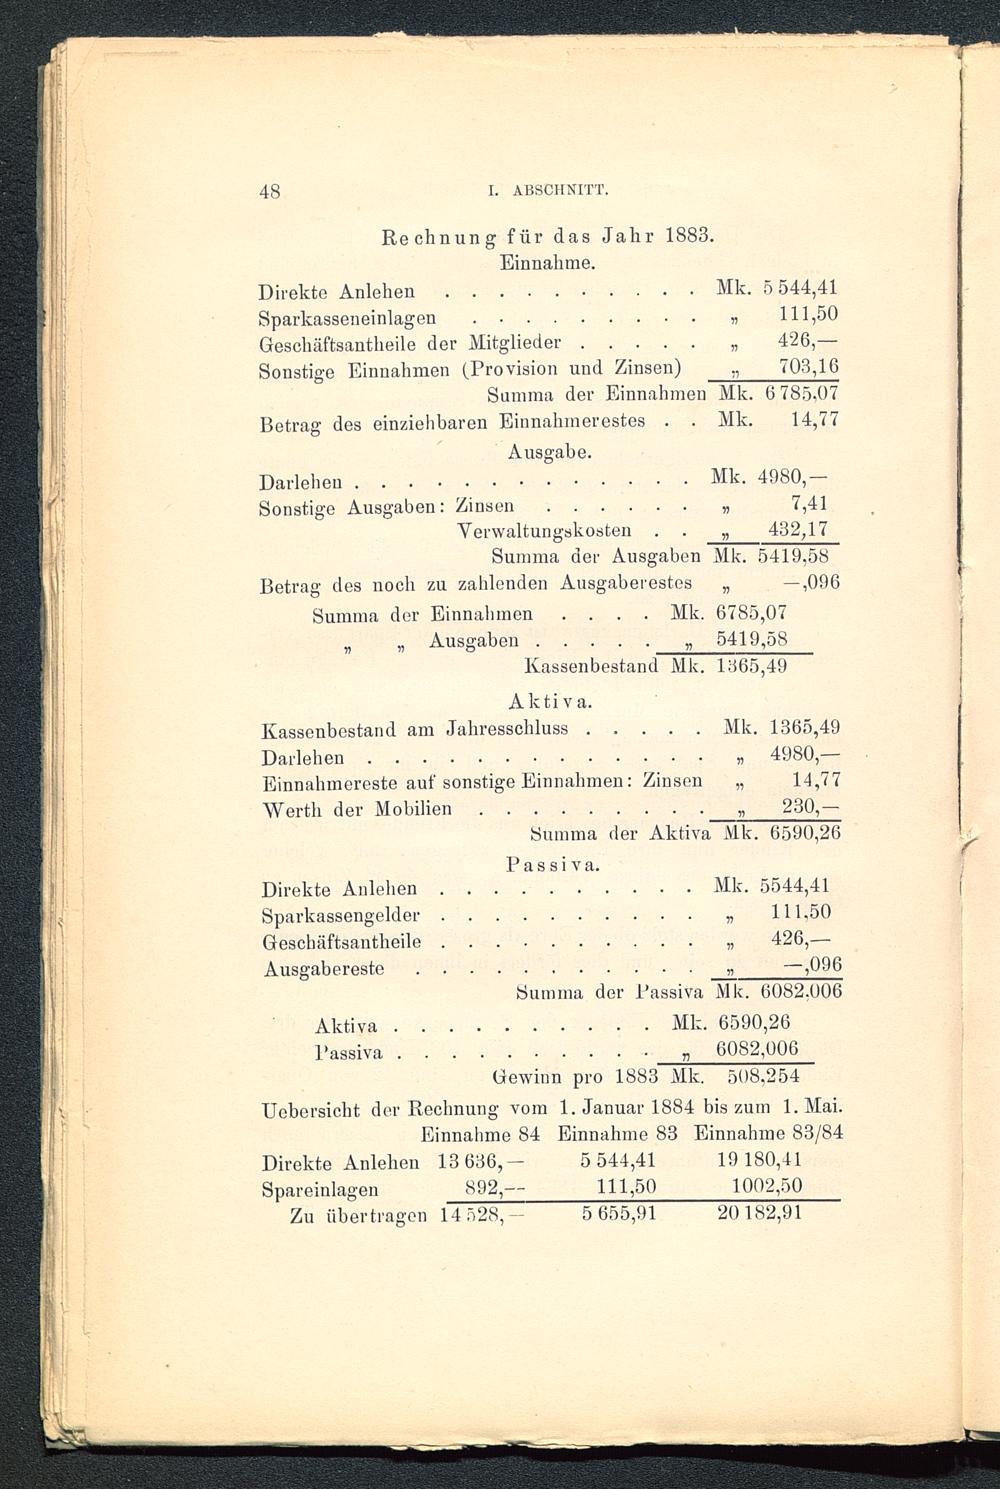 48 I. ABSCHNITT.
Rechnung für das Jahr 1883.
Einnahme.
Direkte Anlehen . . . . . . . . . . Mk. 5 544,41
Sparkasseneinlagen . . . . . . . . . „ 111,50
Geschäftsantheile der Mitglieder . . . . . „ 426,—
Sonstige Einnahmen (Provision und Zinsen) „ 703,16
Summa der Einnahmen Mk. 6 785,07
Betrag des einziehbaren Einnahmerestes . . Mk. 14,77
Ausgabe.
Darlehen . . . . . . . . . . . . . Mk. 4980,—
Sonstige Ausgaben: Zinsen . . . . . . „ 7,41
Verwaltungskosten . . „ 432,17
Summa der Ausgaben Mk. 5419,58
Betrag des noch zu zahlenden Ausgaberestes „ —,096
Summa der Einnahmen . . . . Mk. 6785,07
„ „ Ausgaben . . . . . „ 5419,58
Kassenbestand Mk. 1365,49
Aktiva.
Kassenbestand am Jahresschluss . . . . . Mk. 1365,49
Darlehen . . . . . . . . . . . . . „ 4980,—
Einnahmereste auf sonstige Einnahmen: Zinsen „ 14,77
Werth der Mobilien . . . . . . . . . „ 230,—
Summa der Aktiva Mk. 6590,26
Passiva.
Direkte Anlehen . . . . . . . . . . Mk. 5544,41
Sparkassengelder . . . . . . . . . . „ 111,50
Geschäftsantheile . . . . . . . . . . „ 426,—
Ausgabereste . . . . . . . . . . . „ —,096
Summa der Passiva Mk. 6082,006
Aktiva . . . . . . . . . . Mk. 6590,26
Passiva . . . . . . . . . . „ 6082,006
Gewinn pro 1883 Mk. 508,254
Uebersicht der Rechnung vom 1. Januar 1884 bis zum 1. Mai.
Einnahme 84 Einnahme 83 Einnahme 83/84
Direkte Anlehen 13 636,— 5 544,41 19 180,41
Spareinlagen 892,— 111,50 1002,50
Zu übertragen 14 528,— 5 655,91 20 182,91